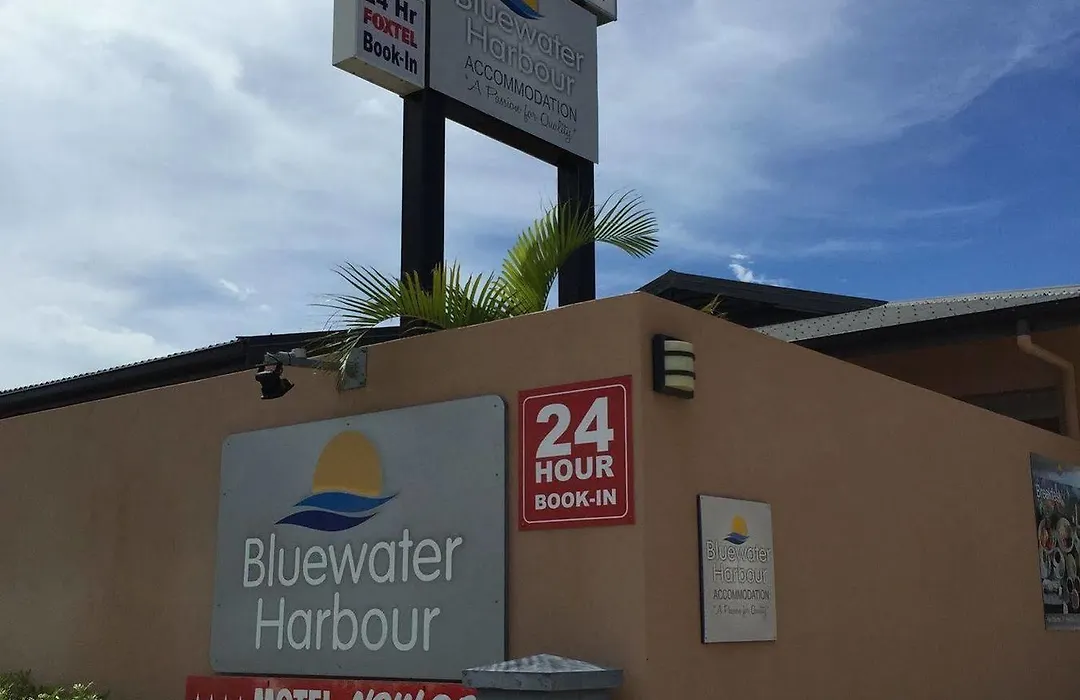 24 Hr
FOXTEL
Book-In
Bluewater
Harbour
ACCOMMODATION
"A Passion for Quality"
24
HOUR
BOOK-IN
Bluewater
Harbour
Bluewater
Harbour
ACCOMMODATION
"A Passion for Quality"
MOTEL